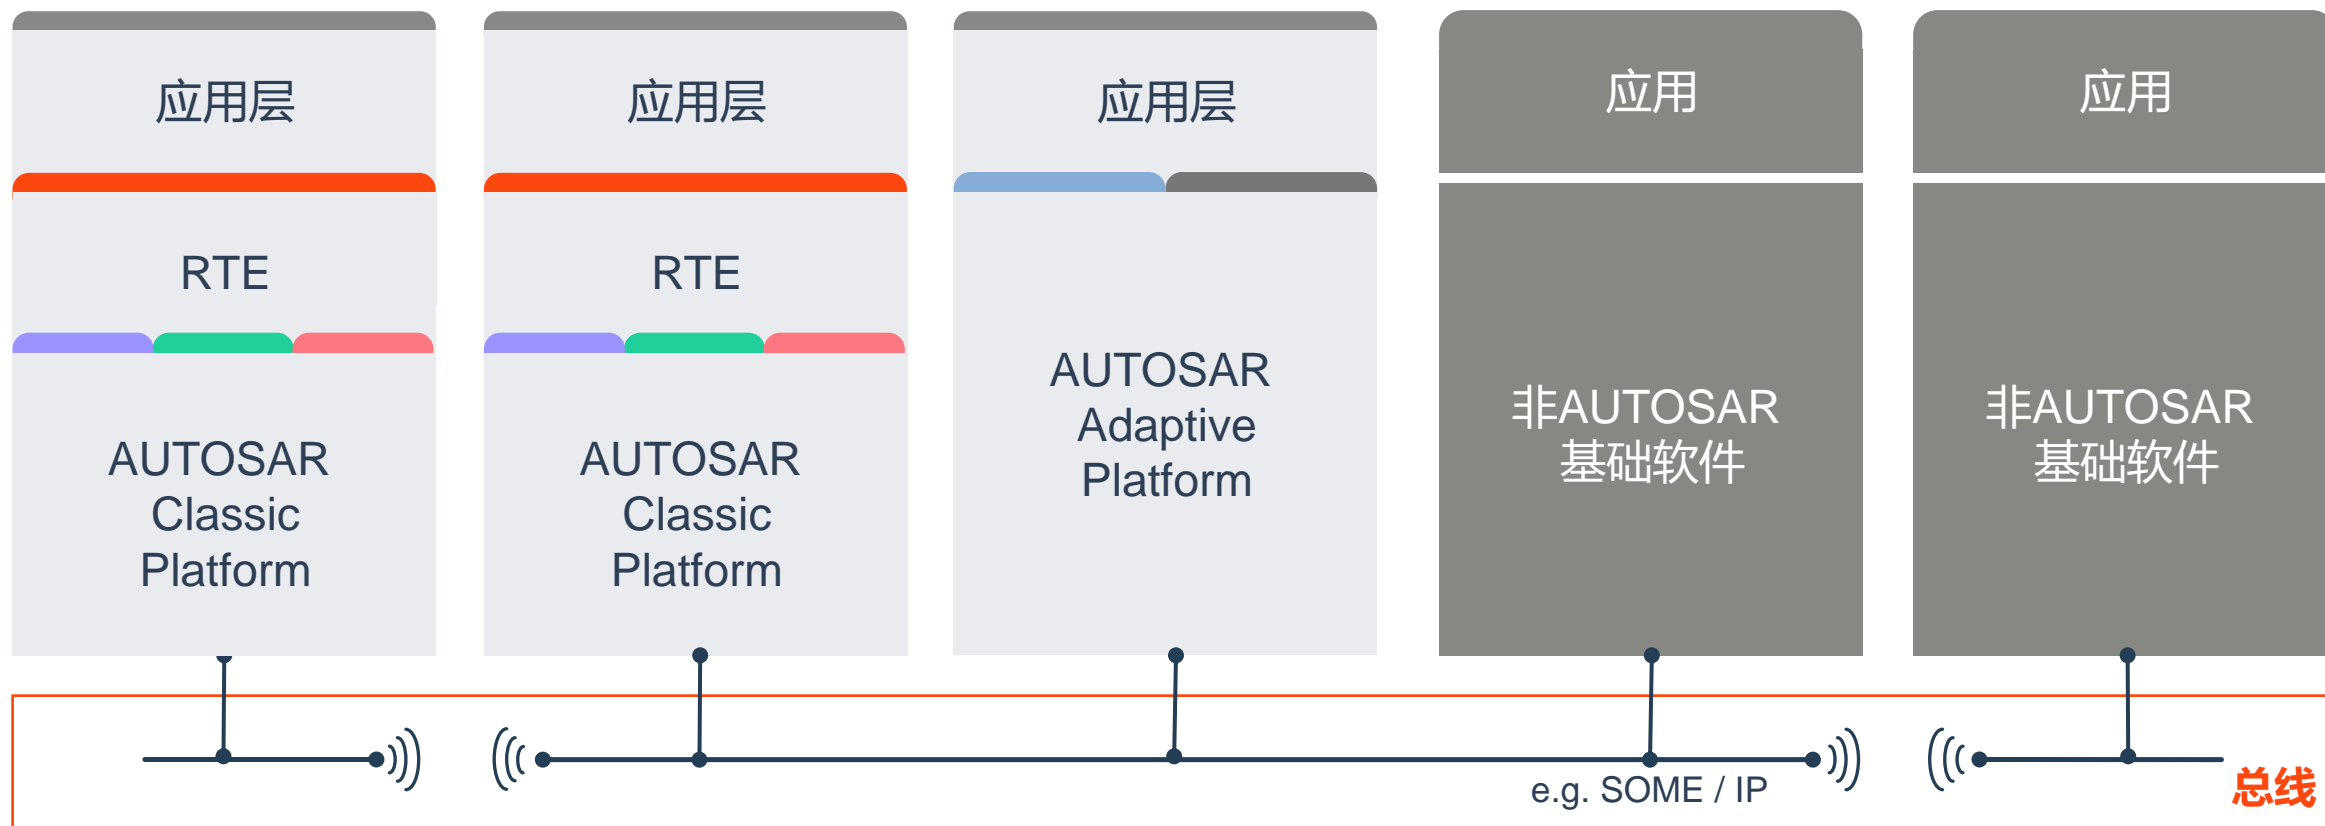 应用层
RTE
AUTOSAR
Classic
Platform
应用层
RTE
AUTOSAR
Classic
Platform
应用层
AUTOSAR
Adaptive
Platform
应用
非AUTOSAR
基础软件
应用
非AUTOSAR
基础软件
e.g. SOME / IP
总线